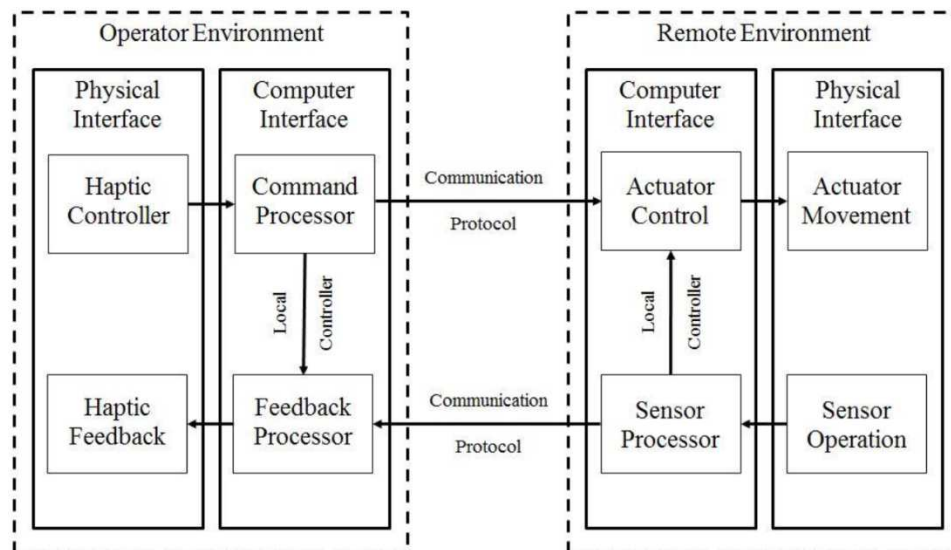 Operator Environment
Remote Environment
Physical
Interface
Computer
Interface
Computer
Interface
Physical
Interface
Haptic
Controller
Command
Processor
Communication
Protocol
Actuator
Control
Actuator
Movement
Local
Controller
Local
Controller
Haptic
Feedback
Feedback
Processor
Communication
Protocol
Sensor
Processor
Sensor
Operation